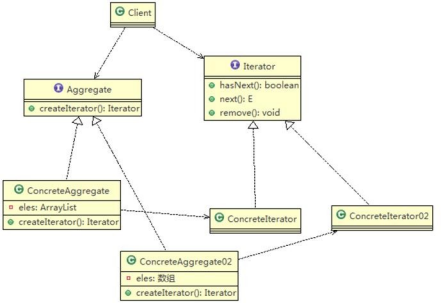 C Client
I Aggregate
createIterator(): Iterator
I Iterator
hasNext(): boolean
next(): E
remove(): void
C ConcreteAggregate
eles: ArrayList
createIterator(): Iterator
C ConcreteIterator
C ConcreteIterator02
C ConcreteAggregate02
eles: 数组
createIterator(): Iterator